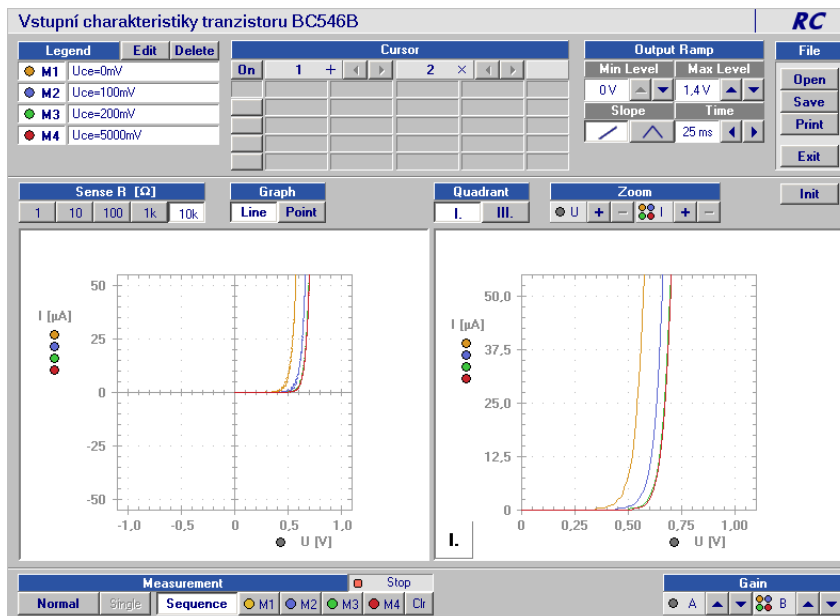 Vstupní charakteristiky tranzistoru BC546B
RC
Legend Edit Delete
M1 Uce=0mV
M2 Uce=100mV
M3 Uce=200mV
M4 Uce=5000mV
Cursor
On 1 + 2 ×
Output Ramp
Min Level Max Level
0 V 1,4 V
Slope Time
25 ms
File
Open
Save
Print
Exit
Init
Sense R [Ω]
1 10 100 1k 10k
Graph
Line Point
Quadrant
I. III.
Zoom
U + − I + −
I [µA]
50
25
0
-25
-50
-1,0 -0,5 0 0,5 1,0
U [V]
I [µA]
50,0
37,5
25,0
12,5
0
0 0,25 0,50 0,75 1,00
U [V]
I.
Measurement Stop
Normal Single Sequence M1 M2 M3 M4 Clr
Gain
A B